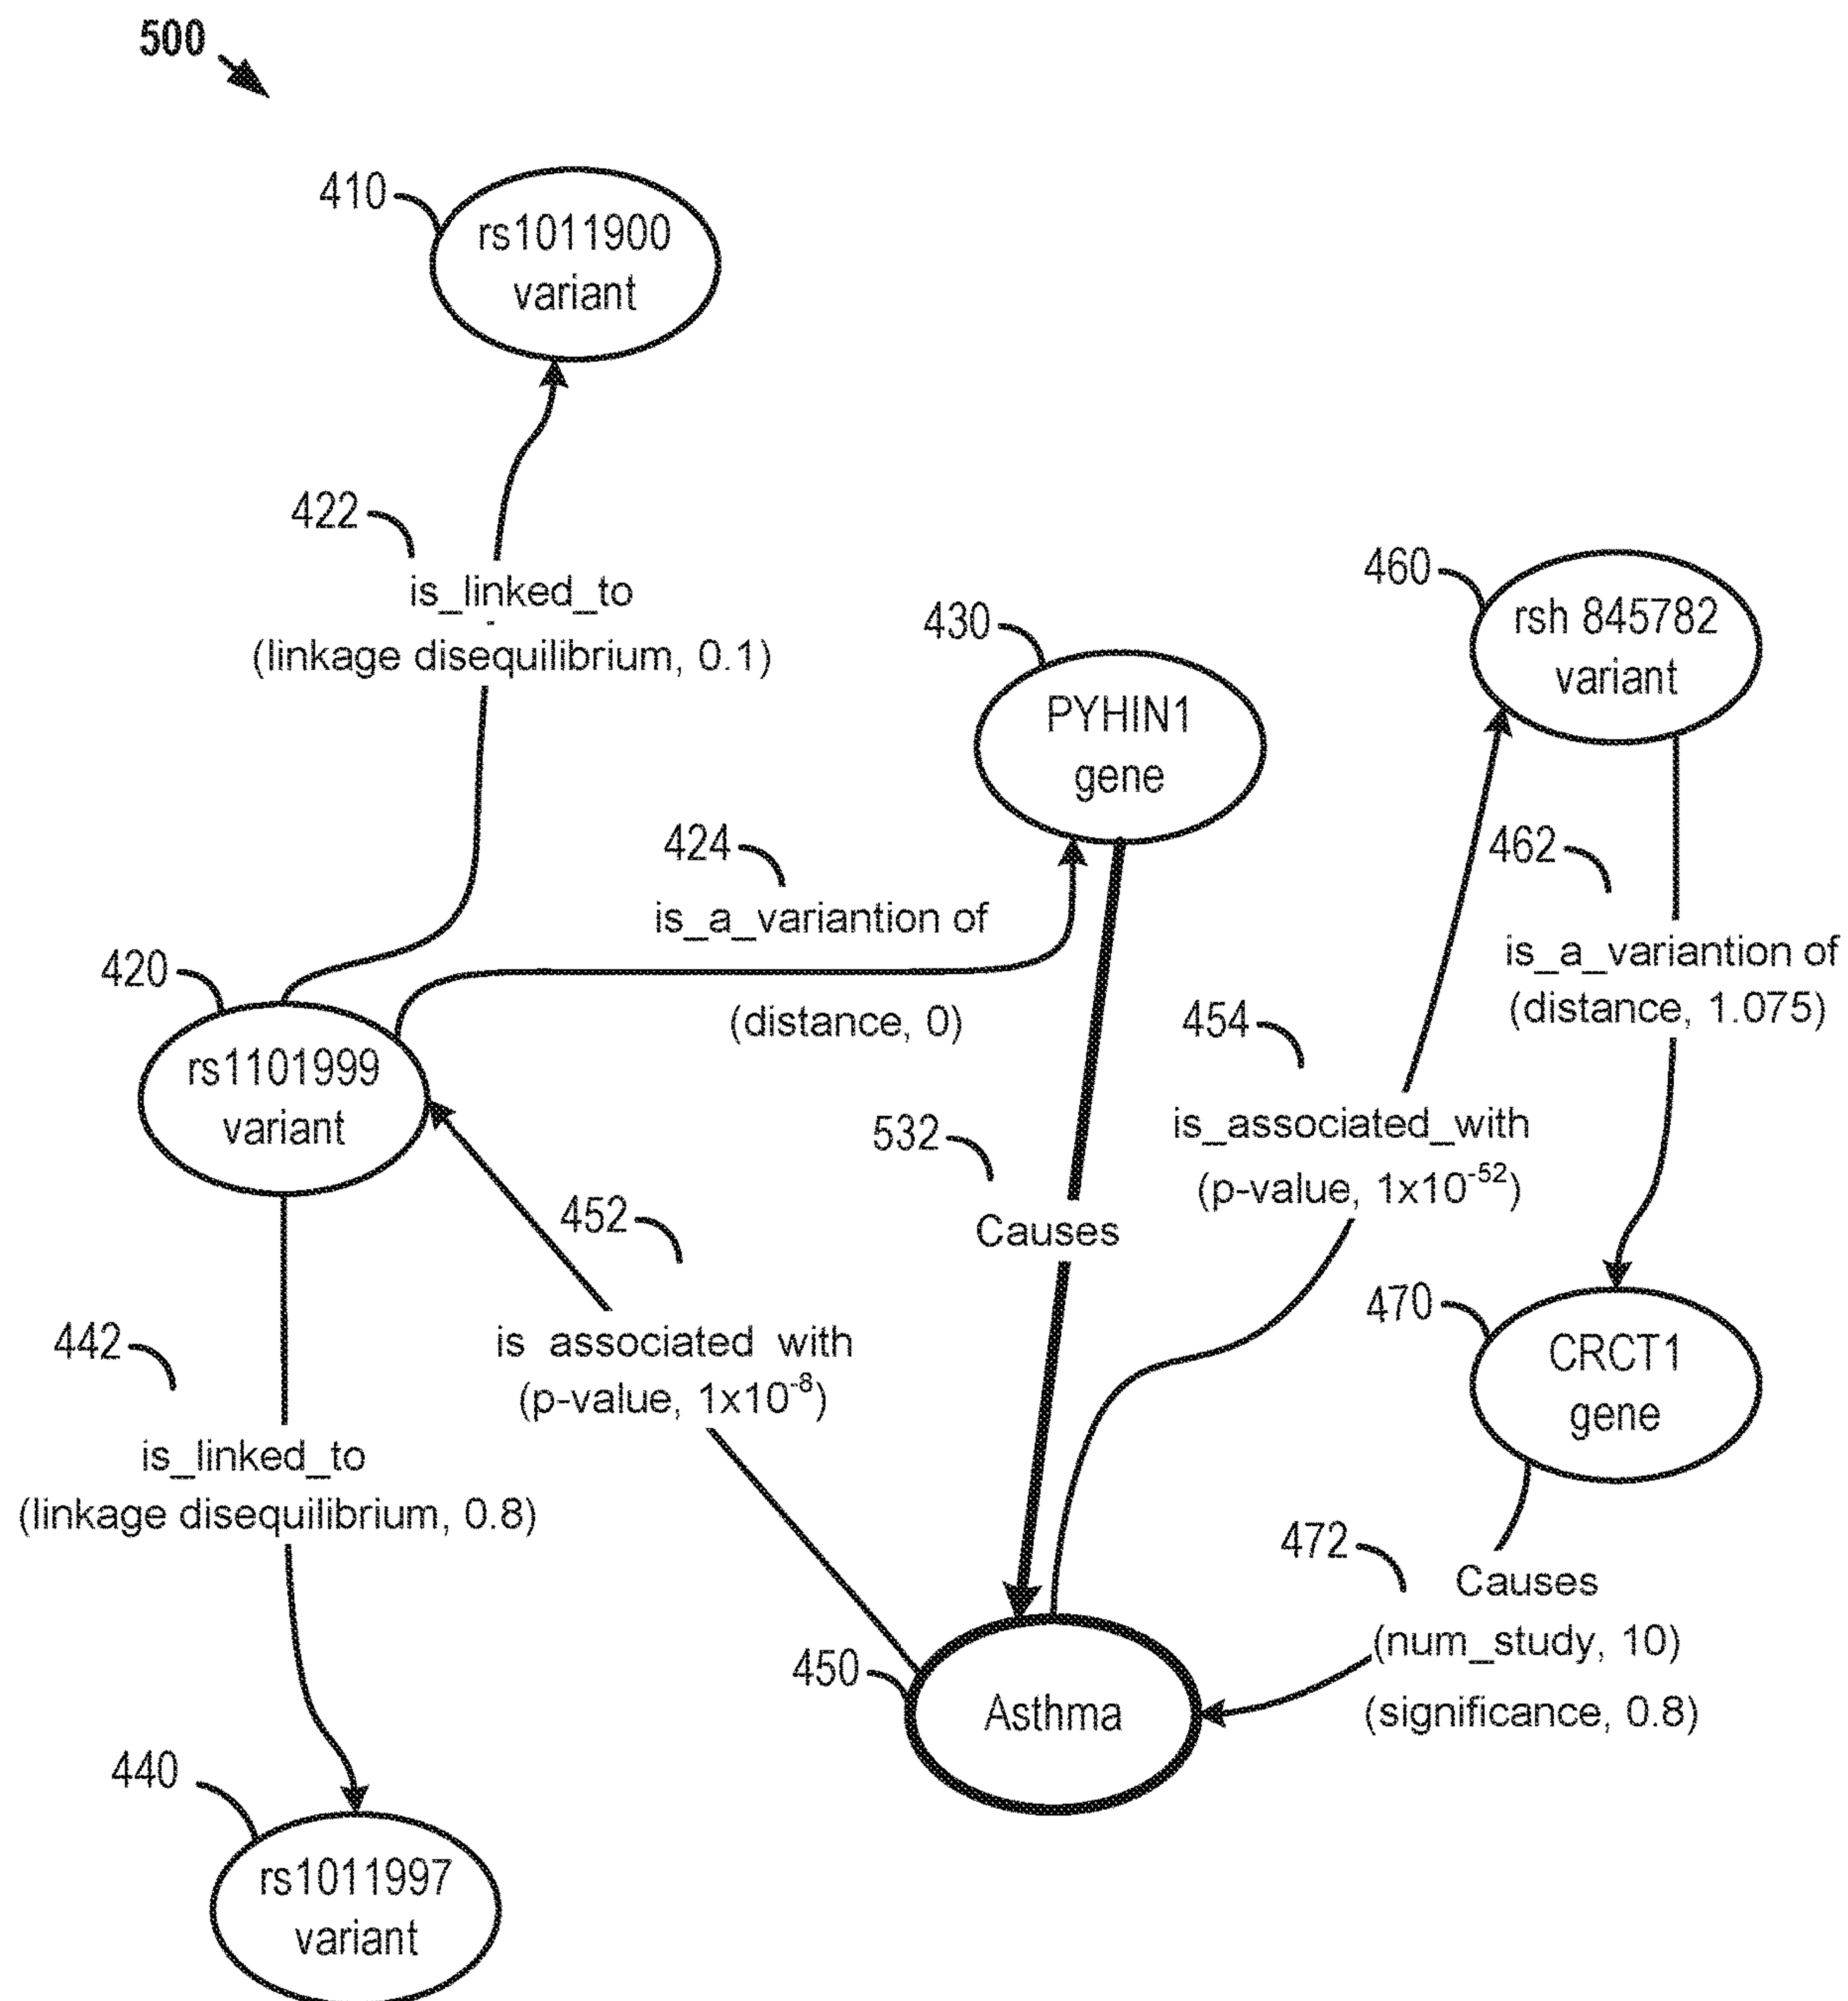 500
410
rs1011900
variant
422
is_linked_to
(linkage disequilibrium, 0.1)
460
rsh 845782
variant
430
PYHIN1
gene
424
is_a_variantion of
(distance, 0)
462
is_a_variantion of
(distance, 1.075)
420
rs1101999
variant
454
is_associated_with
(p-value, 1x10⁻⁵²)
532
Causes
452
is associated with
(p-value, 1x10⁻⁸)
442
is_linked_to
(linkage disequilibrium, 0.8)
470
CRCT1
gene
472
Causes
(num_study, 10)
(significance, 0.8)
450
Asthma
440
rs1011997
variant